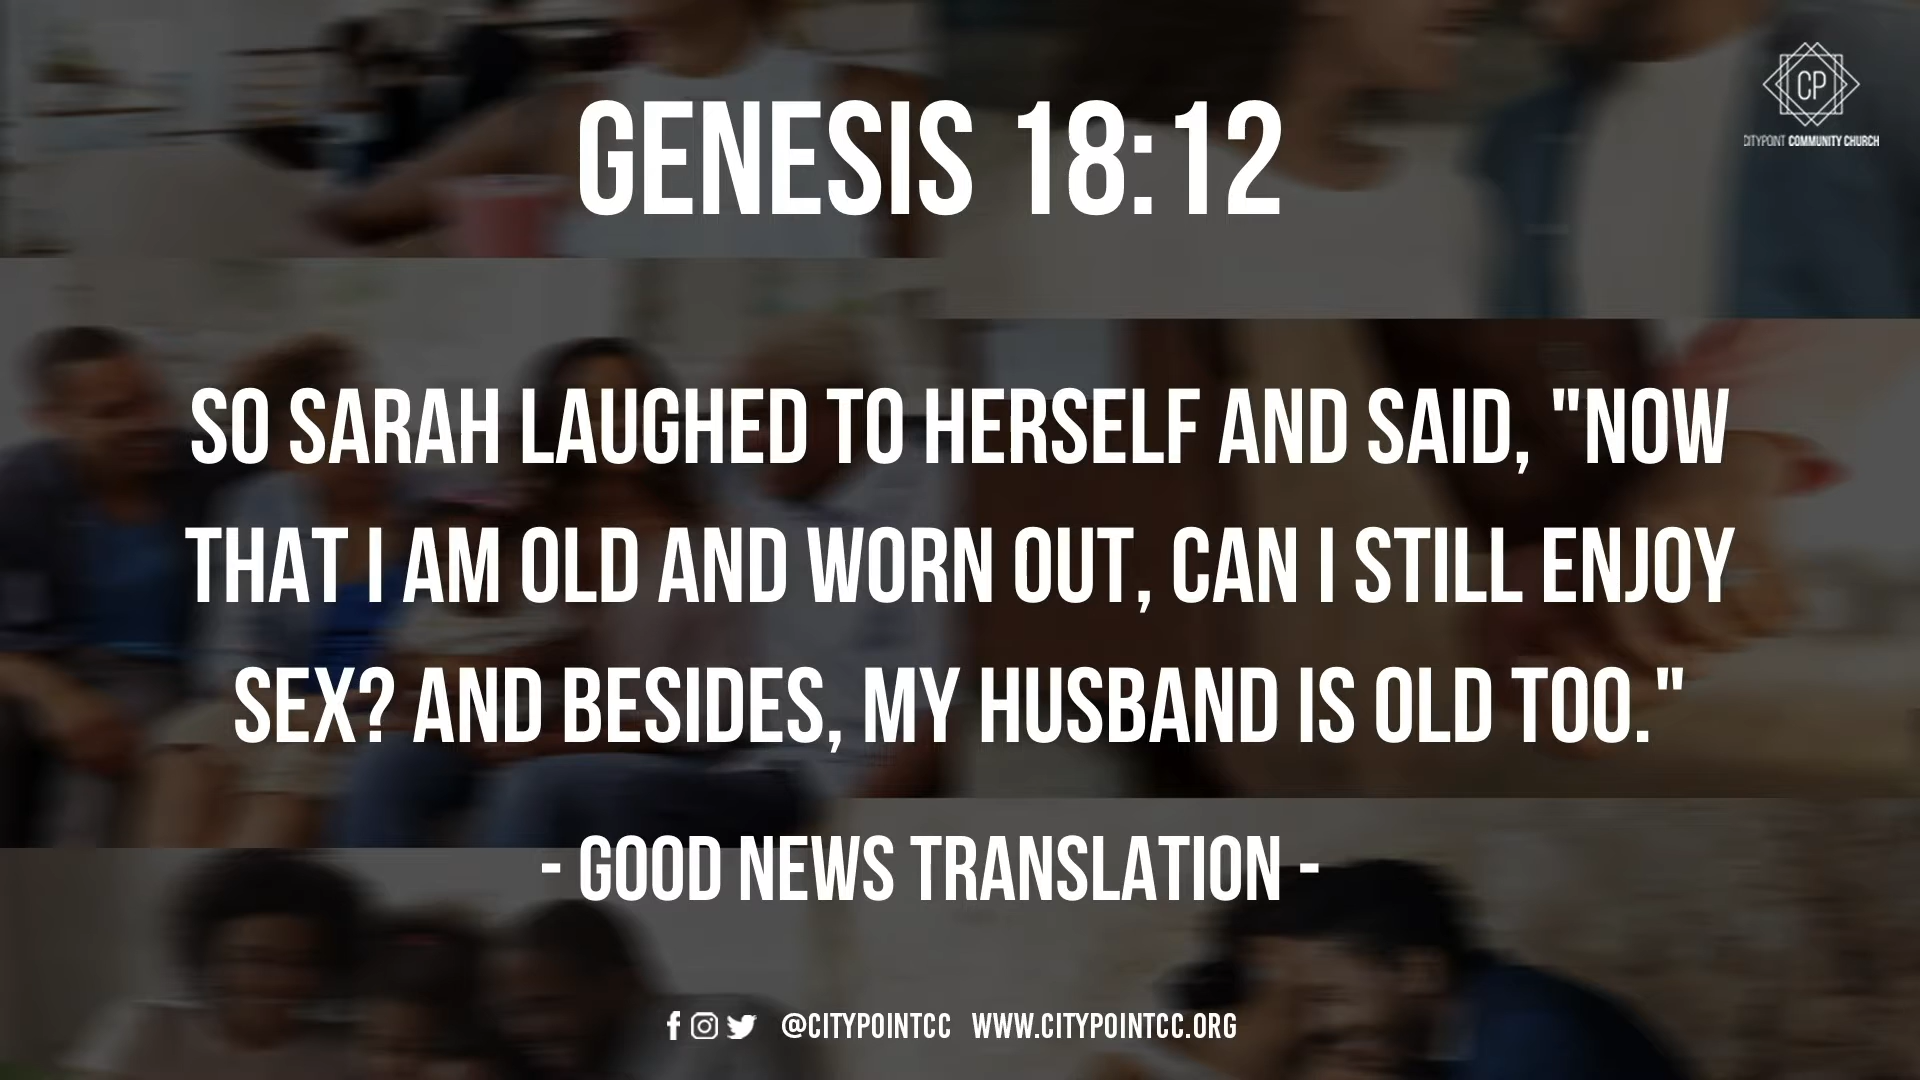 CP
CITYPOINT COMMUNITY CHURCH
GENESIS 18:12
SO SARAH LAUGHED TO HERSELF AND SAID, "NOW
THAT I AM OLD AND WORN OUT, CAN I STILL ENJOY
SEX? AND BESIDES, MY HUSBAND IS OLD TOO."
- GOOD NEWS TRANSLATION -
@CITYPOINTCC WWW.CITYPOINTCC.ORG